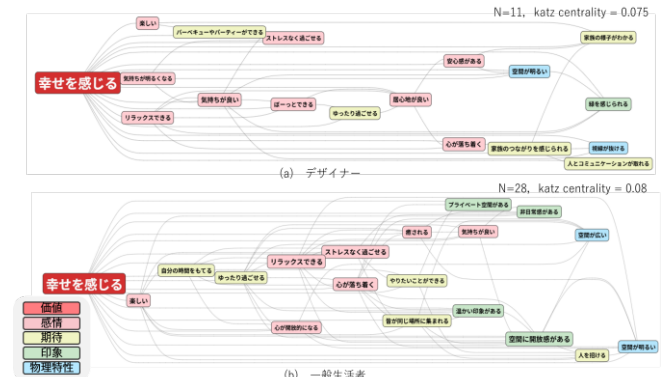 N=11, katz centrality = 0.075
楽しい
バーベキューやパーティーができる
ストレスなく過ごせる
家族の様子がわかる
安心感がある
空間が明るい
幸せを感じる
気持ちが明るくなる
気持ちが良い
ぼーっとできる
居心地が良い
緑を感じられる
リラックスできる
ゆったり過ごせる
心が落ち着く
家族のつながりを感じられる
視線が抜ける
人とコミュニケーションが取れる
(a) デザイナー
N=28, katz centrality = 0.08
プライベート空間がある
非日常感がある
癒される
気持ちが良い
空間が広い
ストレスなく過ごせる
リラックスできる
自分の時間をもてる
ゆったり過ごせる
心が落ち着く
やりたいことができる
幸せを感じる
楽しい
温かい印象がある
皆が同じ場所に集まれる
心が開放的になる
空間に開放感がある
空間が明るい
人を招ける
価値
感情
期待
印象
物理特性
(b) 一般生活者